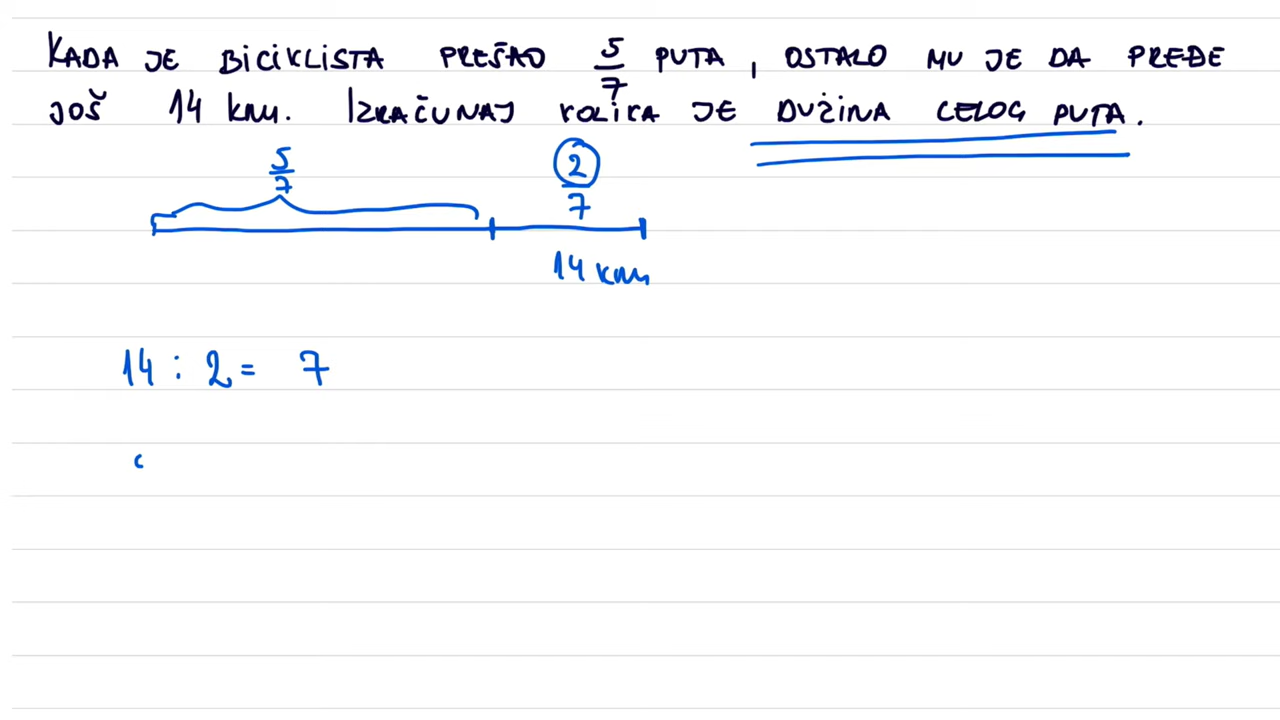 KADA JE BICIKLISTA PREŠAO 5/7 PUTA, OSTALO MU JE DA PREĐE
JOŠ 14 km. IZRAČUNAJ KOLIKA JE DUŽINA CELOG PUTA.
5/7 2/7
14 km
14 : 2 = 7